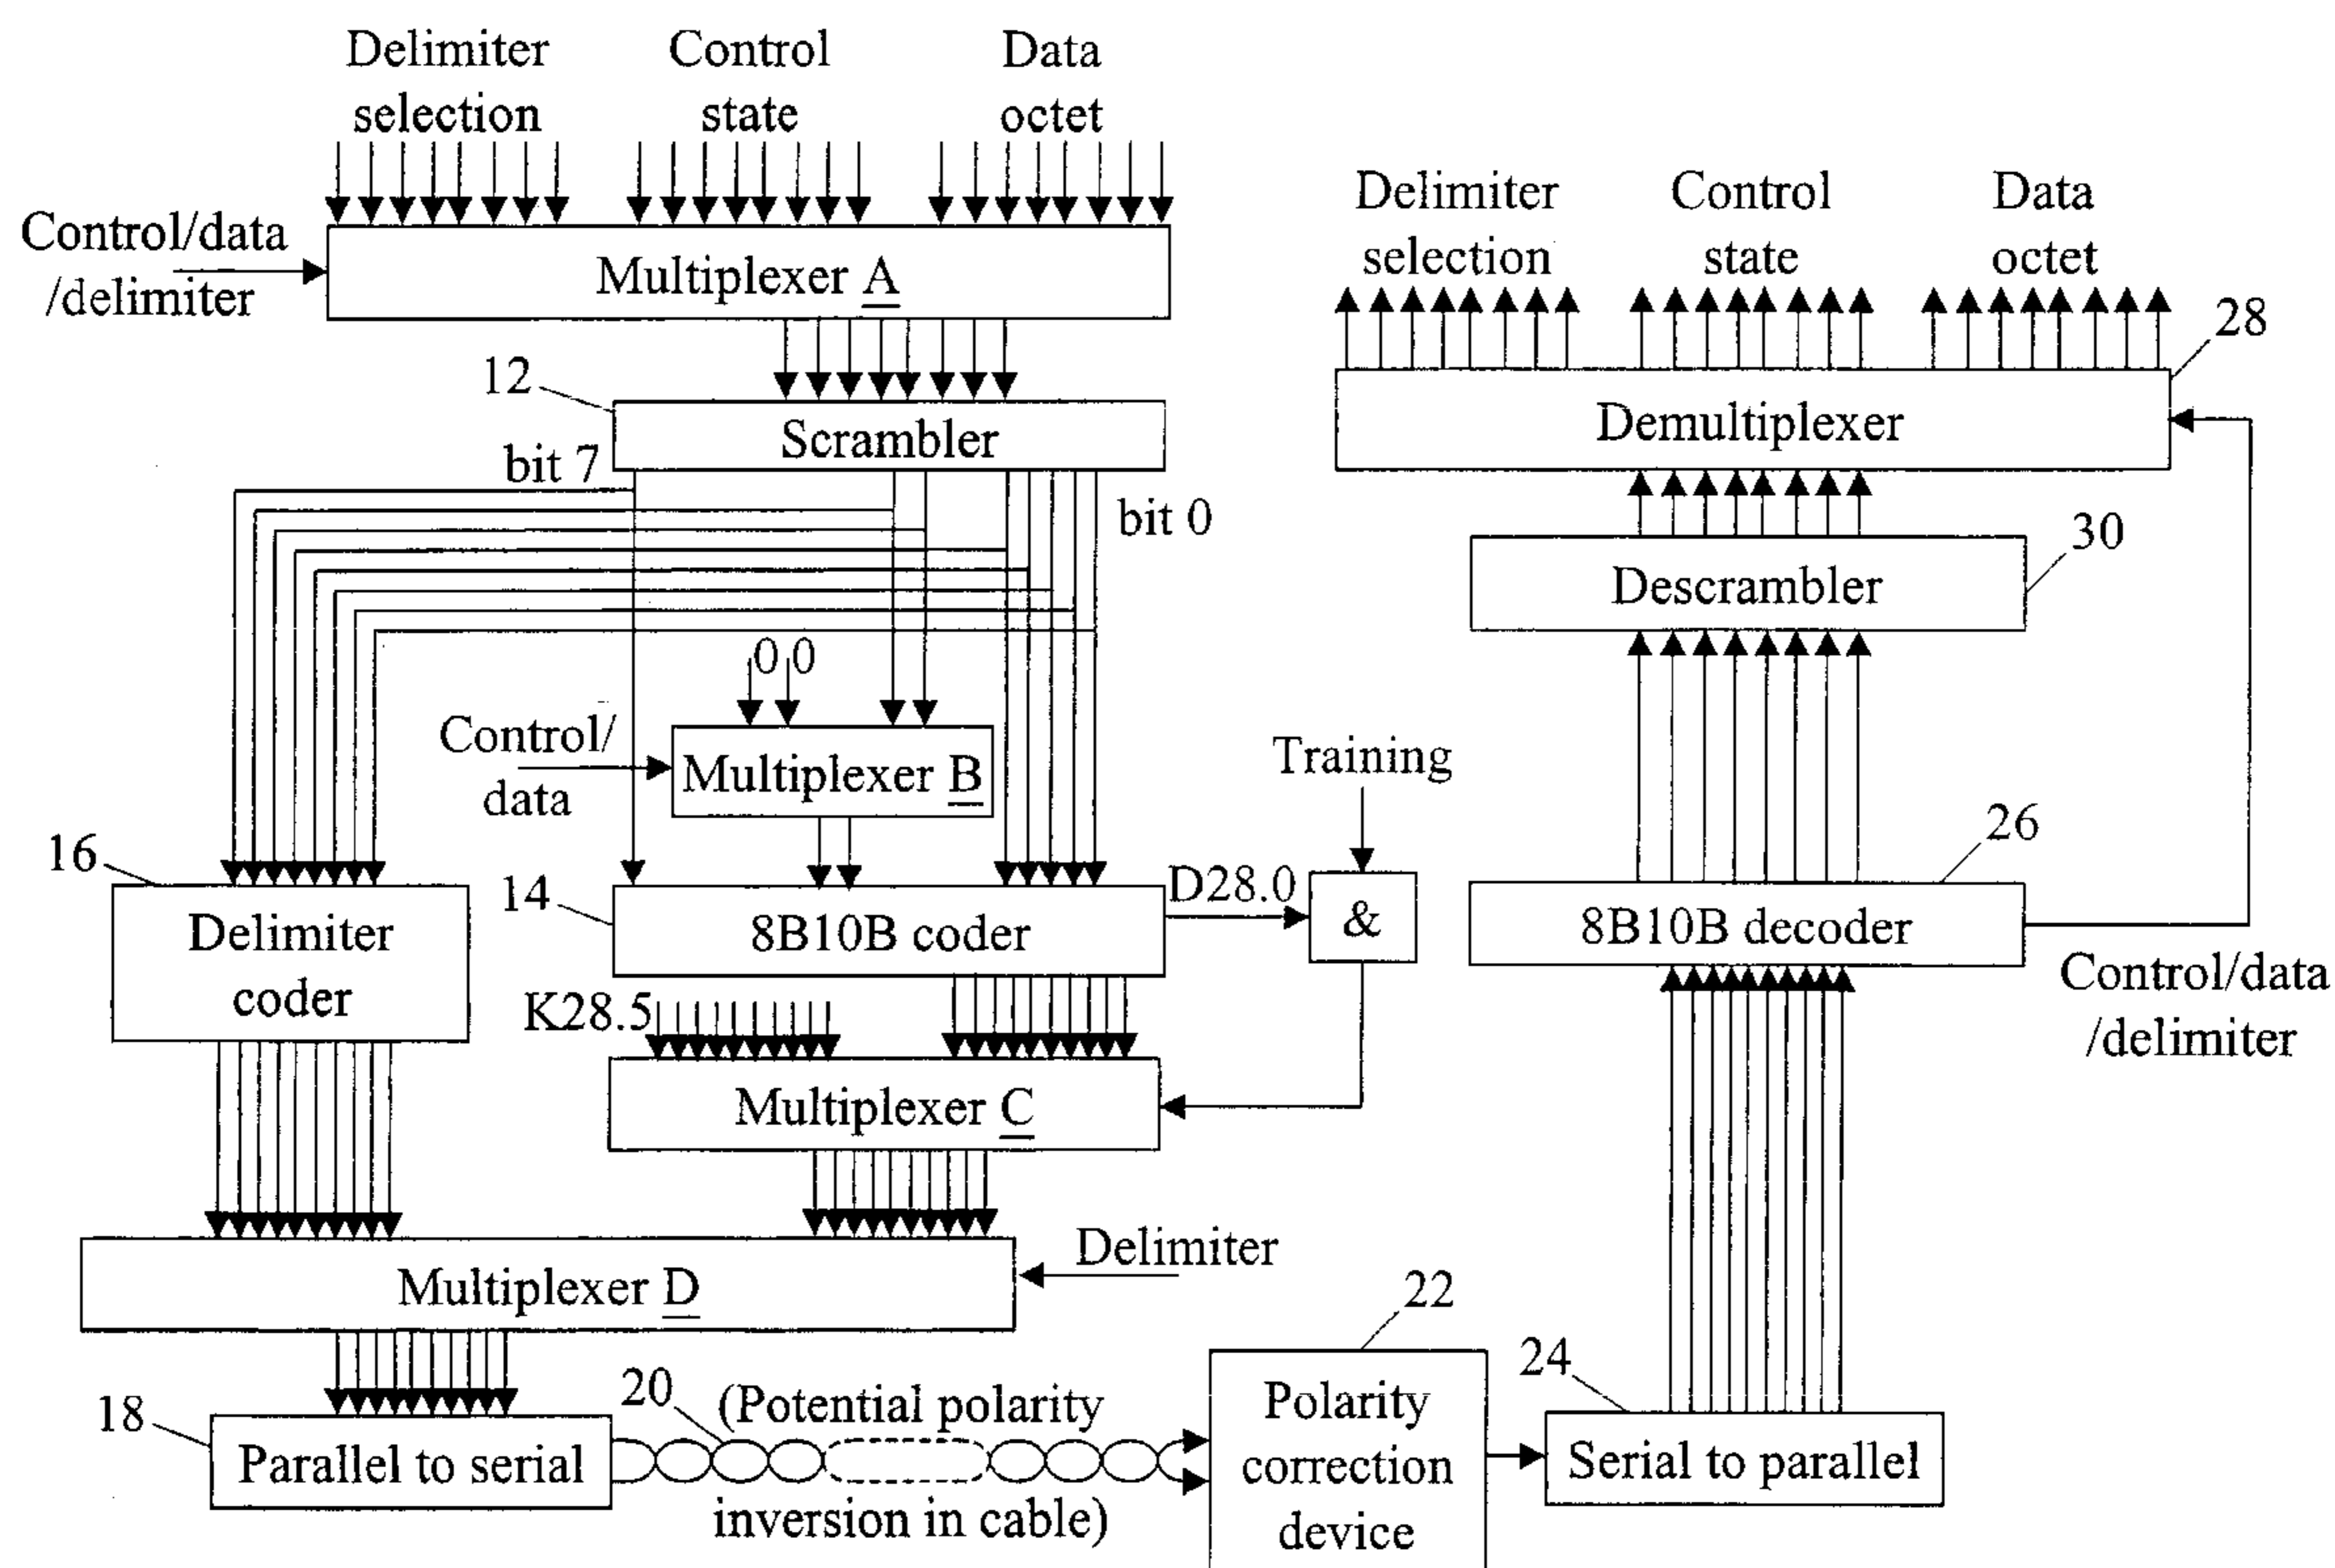 Delimiter
selection
Control
state
Data
octet
Control/data
/delimiter
Multiplexer A
12
Scrambler
bit 7
bit 0
0 0
Control/
data
Multiplexer B
16
Delimiter
coder
14
8B10B coder
D28.0
Training
&
K28.5
Multiplexer C
Multiplexer D
Delimiter
18
Parallel to serial
20
(Potential polarity
inversion in cable)
22
Polarity
correction
device
24
Serial to parallel
Delimiter
selection
Control
state
Data
octet
28
Demultiplexer
30
Descrambler
26
8B10B decoder
Control/data
/delimiter